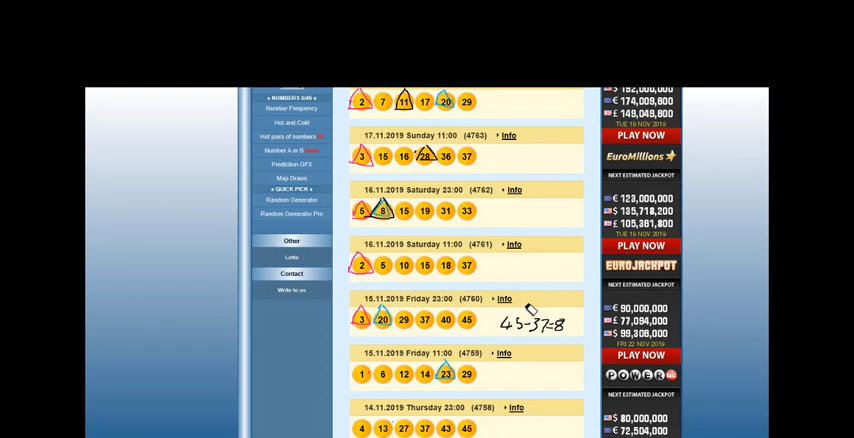 » NUMBERS 6/45 «
Number Frequency
Hot and Cold
Hot pairs of numbers
Number A or B
Prediction GFX
Map Draws
» QUICK PICK «
Random Generator
Random Generator Pro
Other
Lotto
Contact
Write to us
2 7 11 17 20 29
17.11.2019 Sunday 11:00 (4763) Info
3 15 16 28 36 37
16.11.2019 Saturday 23:00 (4762) Info
5 8 15 19 31 33
16.11.2019 Saturday 11:00 (4761) Info
2 5 10 15 18 37
15.11.2019 Friday 23:00 (4760) Info
3 20 29 37 40 45
45-37=8
15.11.2019 Friday 11:00 (4759) Info
1 6 12 14 23 29
14.11.2019 Thursday 23:00 (4758) Info
4 13 27 37 43 45
$ 192,000,000
€ 174,009,600
£ 149,049,600
TUE 19 NOV 2019
PLAY NOW
EuroMillions
NEXT ESTIMATED JACKPOT
€ 123,000,000
$ 135,718,200
£ 105,361,800
TUE 19 NOV 2019
PLAY NOW
EUROJACKPOT
NEXT ESTIMATED JACKPOT
€ 90,000,000
£ 77,094,000
$ 99,306,000
FRI 22 NOV 2019
PLAY NOW
POWERBALL
NEXT ESTIMATED JACKPOT
$ 80,000,000
€ 72,504,000